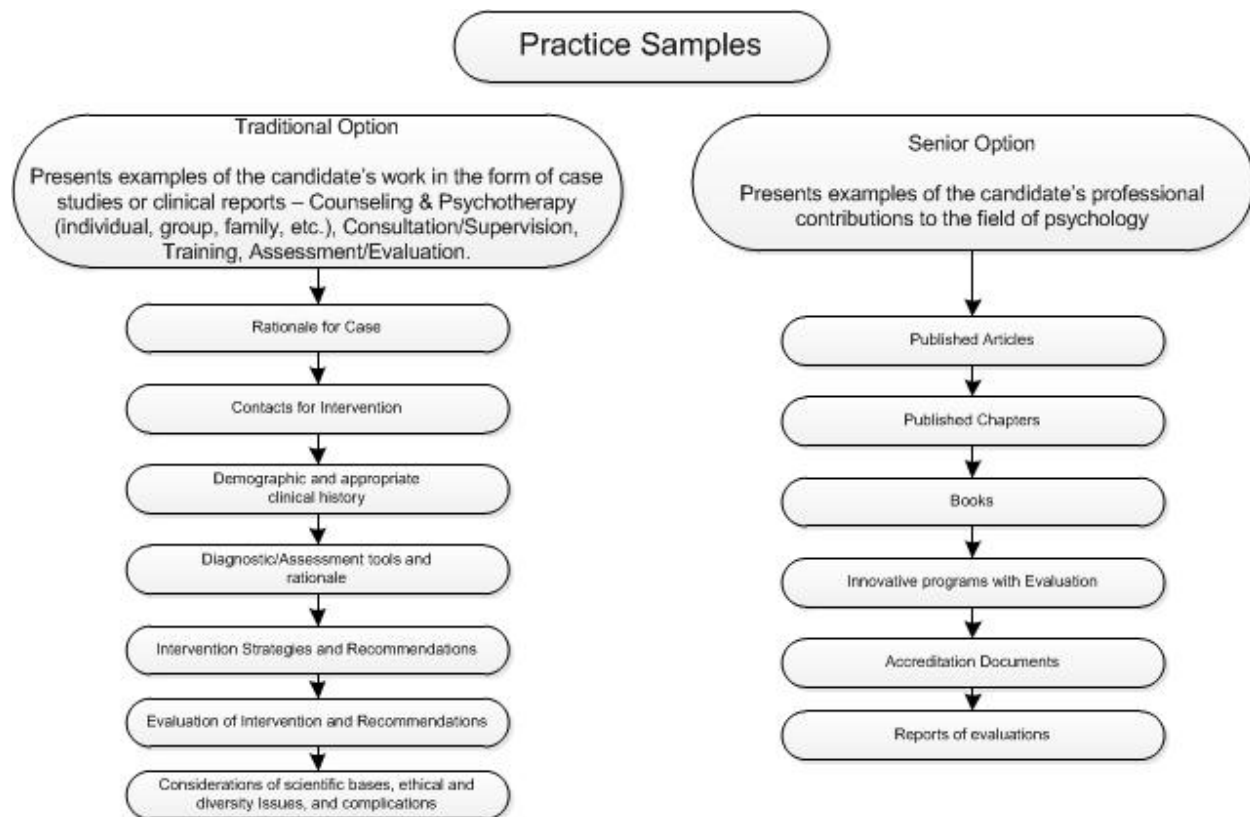 Practice Samples
Traditional Option
Presents examples of the candidate's work in the form of case
studies or clinical reports – Counseling & Psychotherapy
(individual, group, family, etc.), Consultation/Supervision,
Training, Assessment/Evaluation.
Rationale for Case
Contacts for Intervention
Demographic and appropriate
clinical history
Diagnostic/Assessment tools and
rationale
Intervention Strategies and Recommendations
Evaluation of Intervention and Recommendations
Considerations of scientific bases, ethical and
diversity Issues, and complications
Senior Option
Presents examples of the candidate's professional
contributions to the field of psychology
Published Articles
Published Chapters
Books
Innovative programs with Evaluation
Accreditation Documents
Reports of evaluations